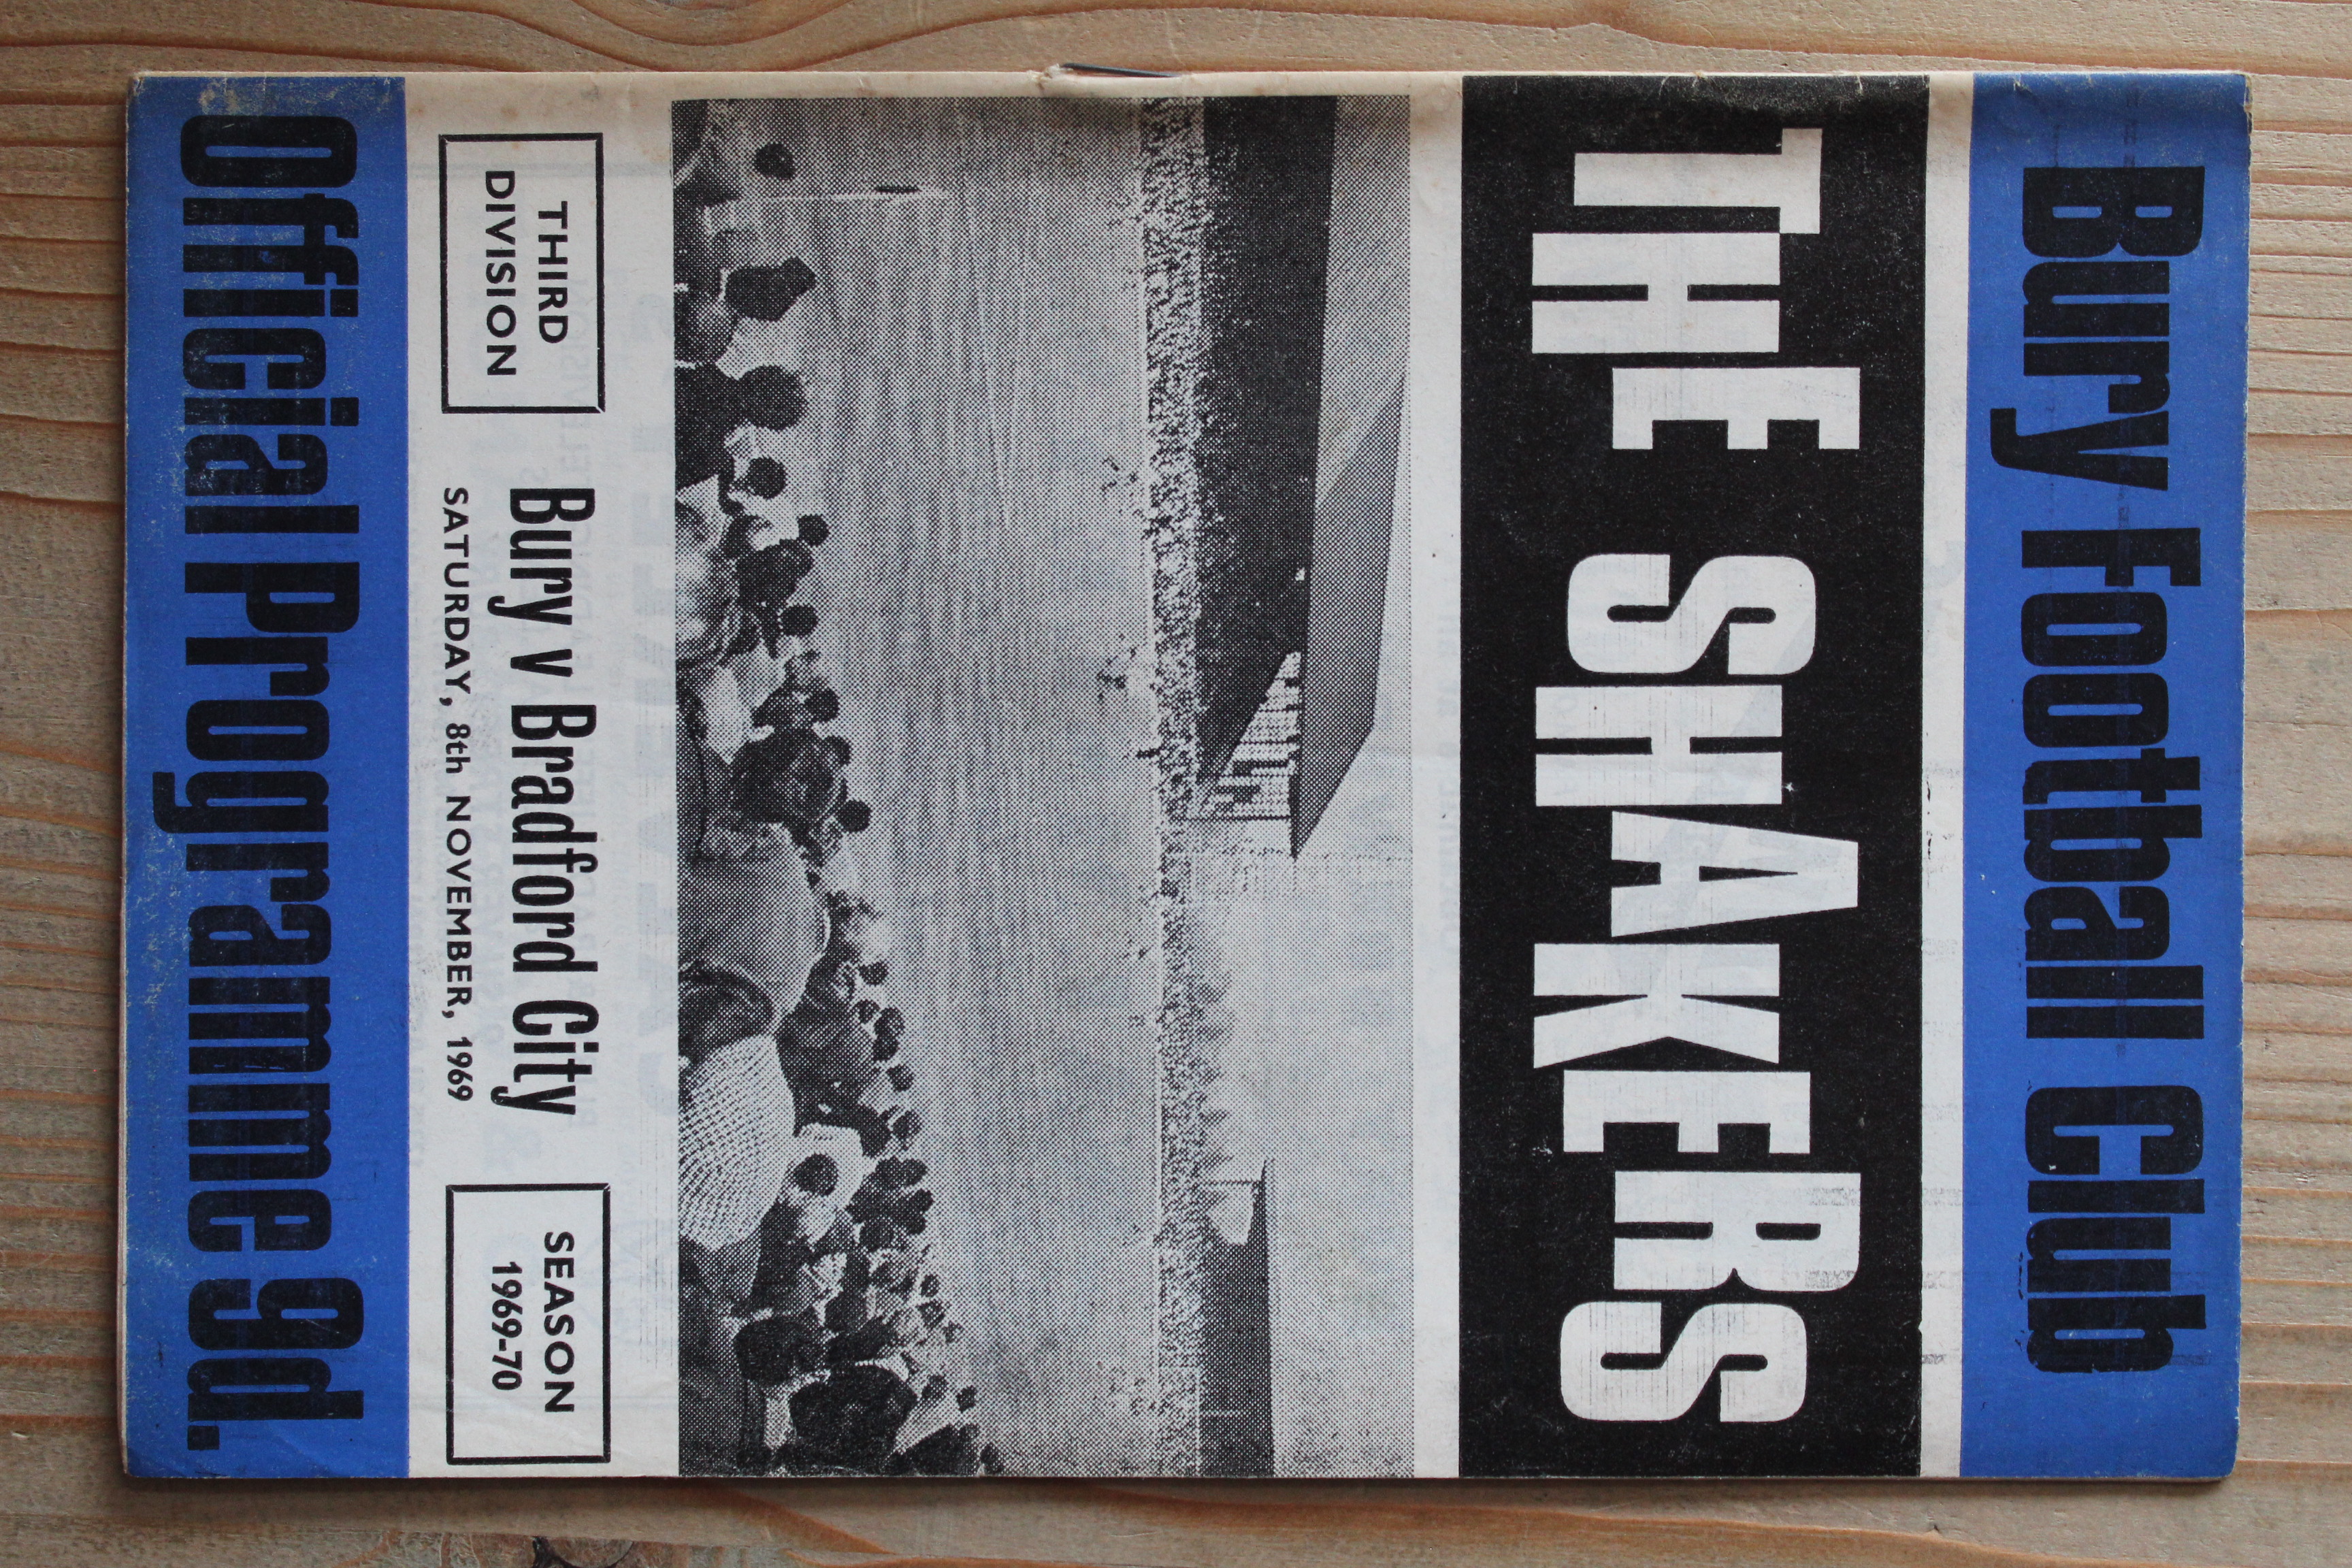 Bury Football Club
THE SHAKERS
THIRD
DIVISION
Bury v Bradford City
SATURDAY, 8th NOVEMBER, 1969
SEASON
1969-70
Official Programme 9d.